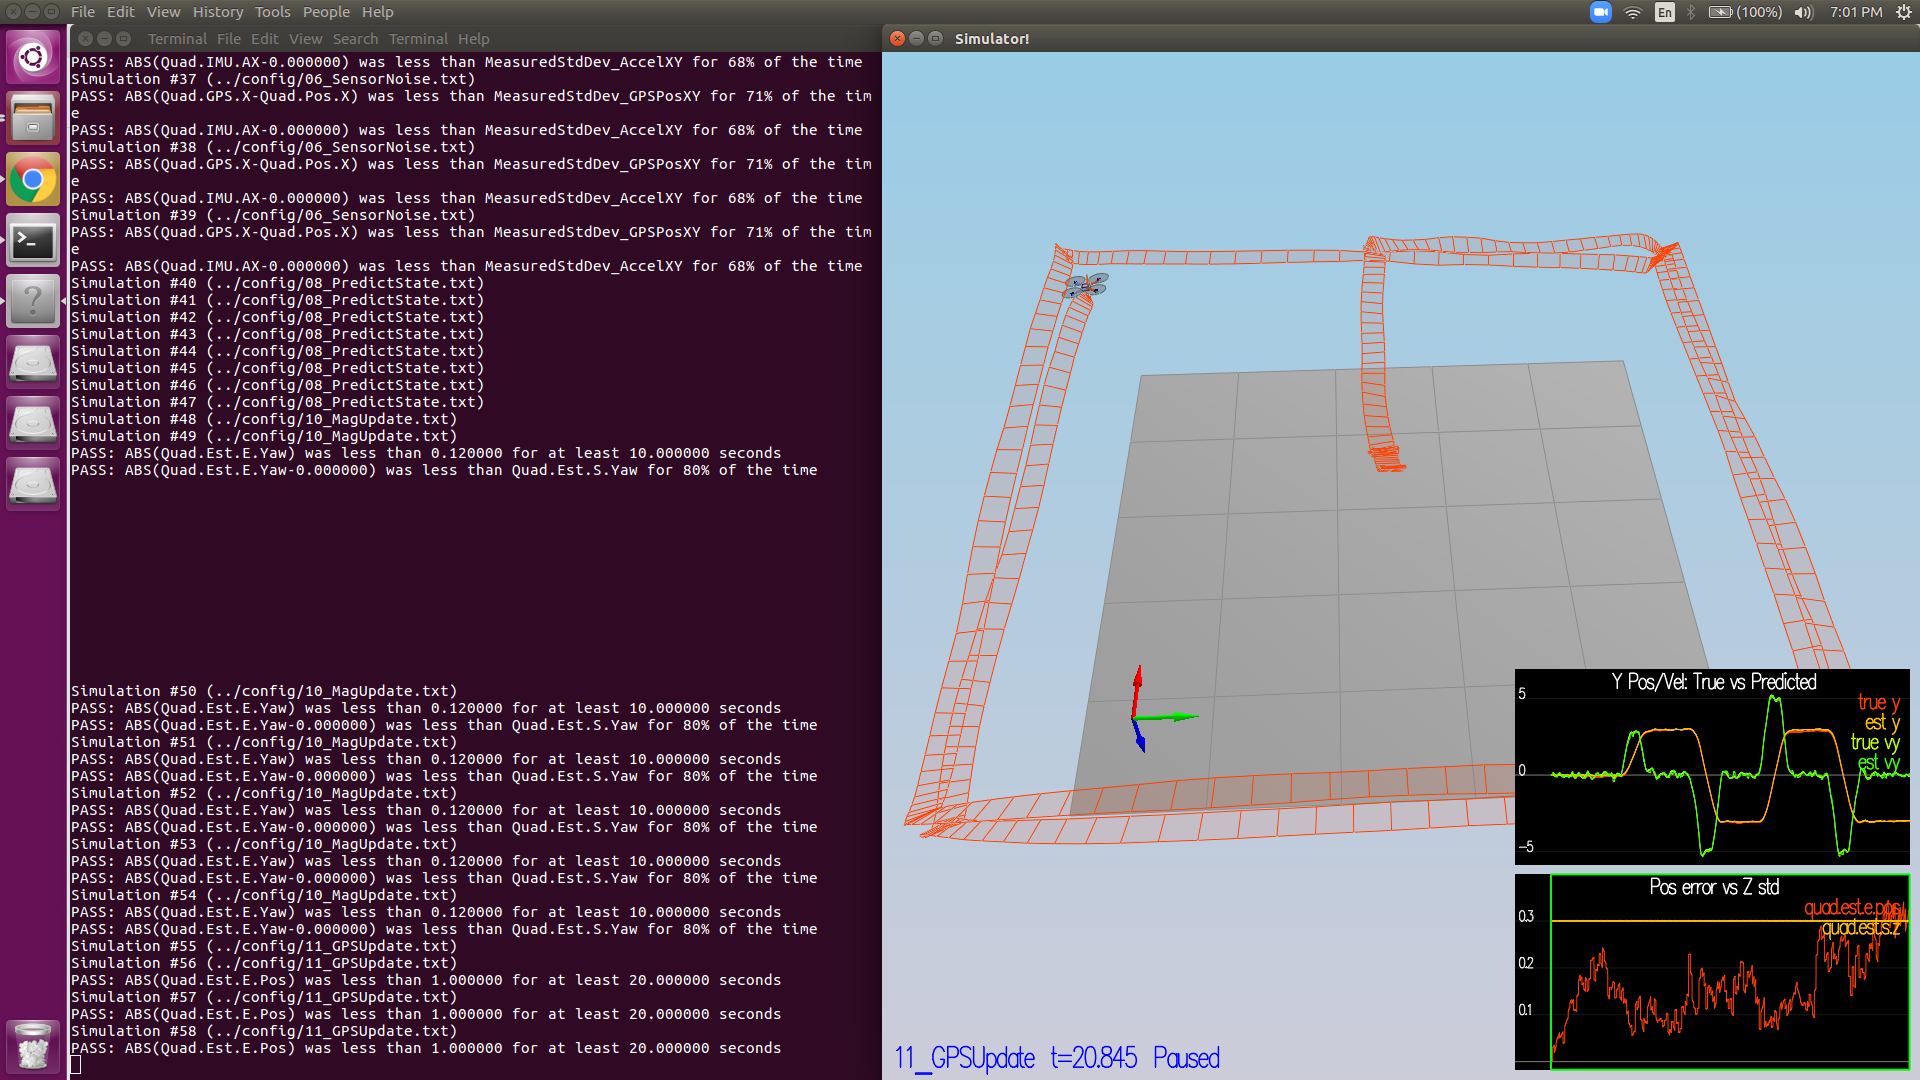 File Edit View History Tools People Help
En (100%) 7:01 PM
Terminal File Edit View Search Terminal Help
PASS: ABS(Quad.IMU.AX-0.000000) was less than MeasuredStdDev_AccelXY for 68% of the time
Simulation #37 (../config/06_SensorNoise.txt)
PASS: ABS(Quad.GPS.X-Quad.Pos.X) was less than MeasuredStdDev_GPSPosXY for 71% of the tim
e
PASS: ABS(Quad.IMU.AX-0.000000) was less than MeasuredStdDev_AccelXY for 68% of the time
Simulation #38 (../config/06_SensorNoise.txt)
PASS: ABS(Quad.GPS.X-Quad.Pos.X) was less than MeasuredStdDev_GPSPosXY for 71% of the tim
e
PASS: ABS(Quad.IMU.AX-0.000000) was less than MeasuredStdDev_AccelXY for 68% of the time
Simulation #39 (../config/06_SensorNoise.txt)
PASS: ABS(Quad.GPS.X-Quad.Pos.X) was less than MeasuredStdDev_GPSPosXY for 71% of the tim
e
PASS: ABS(Quad.IMU.AX-0.000000) was less than MeasuredStdDev_AccelXY for 68% of the time
Simulation #40 (../config/08_PredictState.txt)
Simulation #41 (../config/08_PredictState.txt)
Simulation #42 (../config/08_PredictState.txt)
Simulation #43 (../config/08_PredictState.txt)
Simulation #44 (../config/08_PredictState.txt)
Simulation #45 (../config/08_PredictState.txt)
Simulation #46 (../config/08_PredictState.txt)
Simulation #47 (../config/08_PredictState.txt)
Simulation #48 (../config/10_MagUpdate.txt)
Simulation #49 (../config/10_MagUpdate.txt)
PASS: ABS(Quad.Est.E.Yaw) was less than 0.120000 for at least 10.000000 seconds
PASS: ABS(Quad.Est.E.Yaw-0.000000) was less than Quad.Est.S.Yaw for 80% of the time
Simulation #50 (../config/10_MagUpdate.txt)
PASS: ABS(Quad.Est.E.Yaw) was less than 0.120000 for at least 10.000000 seconds
PASS: ABS(Quad.Est.E.Yaw-0.000000) was less than Quad.Est.S.Yaw for 80% of the time
Simulation #51 (../config/10_MagUpdate.txt)
PASS: ABS(Quad.Est.E.Yaw) was less than 0.120000 for at least 10.000000 seconds
PASS: ABS(Quad.Est.E.Yaw-0.000000) was less than Quad.Est.S.Yaw for 80% of the time
Simulation #52 (../config/10_MagUpdate.txt)
PASS: ABS(Quad.Est.E.Yaw) was less than 0.120000 for at least 10.000000 seconds
PASS: ABS(Quad.Est.E.Yaw-0.000000) was less than Quad.Est.S.Yaw for 80% of the time
Simulation #53 (../config/10_MagUpdate.txt)
PASS: ABS(Quad.Est.E.Yaw) was less than 0.120000 for at least 10.000000 seconds
PASS: ABS(Quad.Est.E.Yaw-0.000000) was less than Quad.Est.S.Yaw for 80% of the time
Simulation #54 (../config/10_MagUpdate.txt)
PASS: ABS(Quad.Est.E.Yaw) was less than 0.120000 for at least 10.000000 seconds
PASS: ABS(Quad.Est.E.Yaw-0.000000) was less than Quad.Est.S.Yaw for 80% of the time
Simulation #55 (../config/11_GPSUpdate.txt)
Simulation #56 (../config/11_GPSUpdate.txt)
PASS: ABS(Quad.Est.E.Pos) was less than 1.000000 for at least 20.000000 seconds
Simulation #57 (../config/11_GPSUpdate.txt)
PASS: ABS(Quad.Est.E.Pos) was less than 1.000000 for at least 20.000000 seconds
Simulation #58 (../config/11_GPSUpdate.txt)
PASS: ABS(Quad.Est.E.Pos) was less than 1.000000 for at least 20.000000 seconds
Simulator!
Y Pos/Vel: True vs Predicted
5
true y
est y
true vy
est vy
0
-5
Pos error vs Z std
0.3
quad.est.e.pos
quad.est.s.z
0.2
0.1
11_GPSUpdate t=20.845 Paused